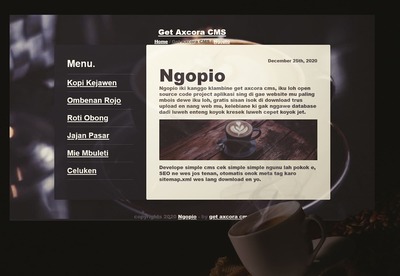 Get Axcora CMS
Home
Menu.
Kopi Kejawen
Ombenan Rojo
Roti Obong
Jajan Pasar
Mie Mbuleti
Celuken
December 25th, 2020
Ngopio
Ngopio iki kanggo klambine get axcora cms, iku loh open
source code project aplikasi sing di gae website mu paling
mbois dewe iku loh, gratis sisan isok di download trus
upload en nang web mu, kelebiane ki gak nggawe database
dadi luweh enteng koyok kresek luweh cepet koyok jet.
Develope simple cms cek simple simple ngunu lah pokok e,
SEO ne wes jos tenan, otomatis onok meto tag karo
sitemap.xml wes lang download en yo.
copyrights 2020 Ngopio - by get axcora cms